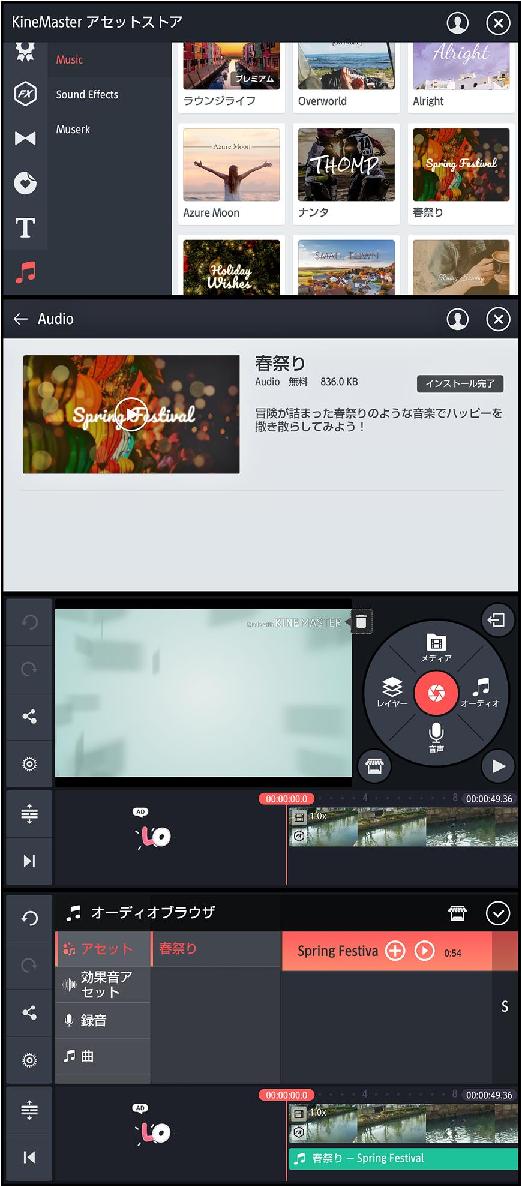 KineMaster アセットストア
Music
Sound Effects
Muserk
プレミアム
ラウンジライフ
Overworld
Alright
Alright
Azure Moon
THOMP
Spring Festival
Azure Moon
ナンタ
春祭り
Holiday
Wishes
Audio
Spring Festival
春祭り
Audio 無料 836.0 KB
インストール完了
冒険が詰まった春祭りのような音楽でハッピーを
撒き散らしてみよう！
KINEMASTER
メディア
レイヤー
オーディオ
音声
AD
00:00:00.0
4
8
00:00:49.36
1.0x
オーディオブラウザ
アセット
春祭り
Spring Festiva
0:54
効果音ア
セット
録音
曲
S
AD
00:00:00.0
4
8
00:00:49.36
1.0x
春祭り – Spring Festival